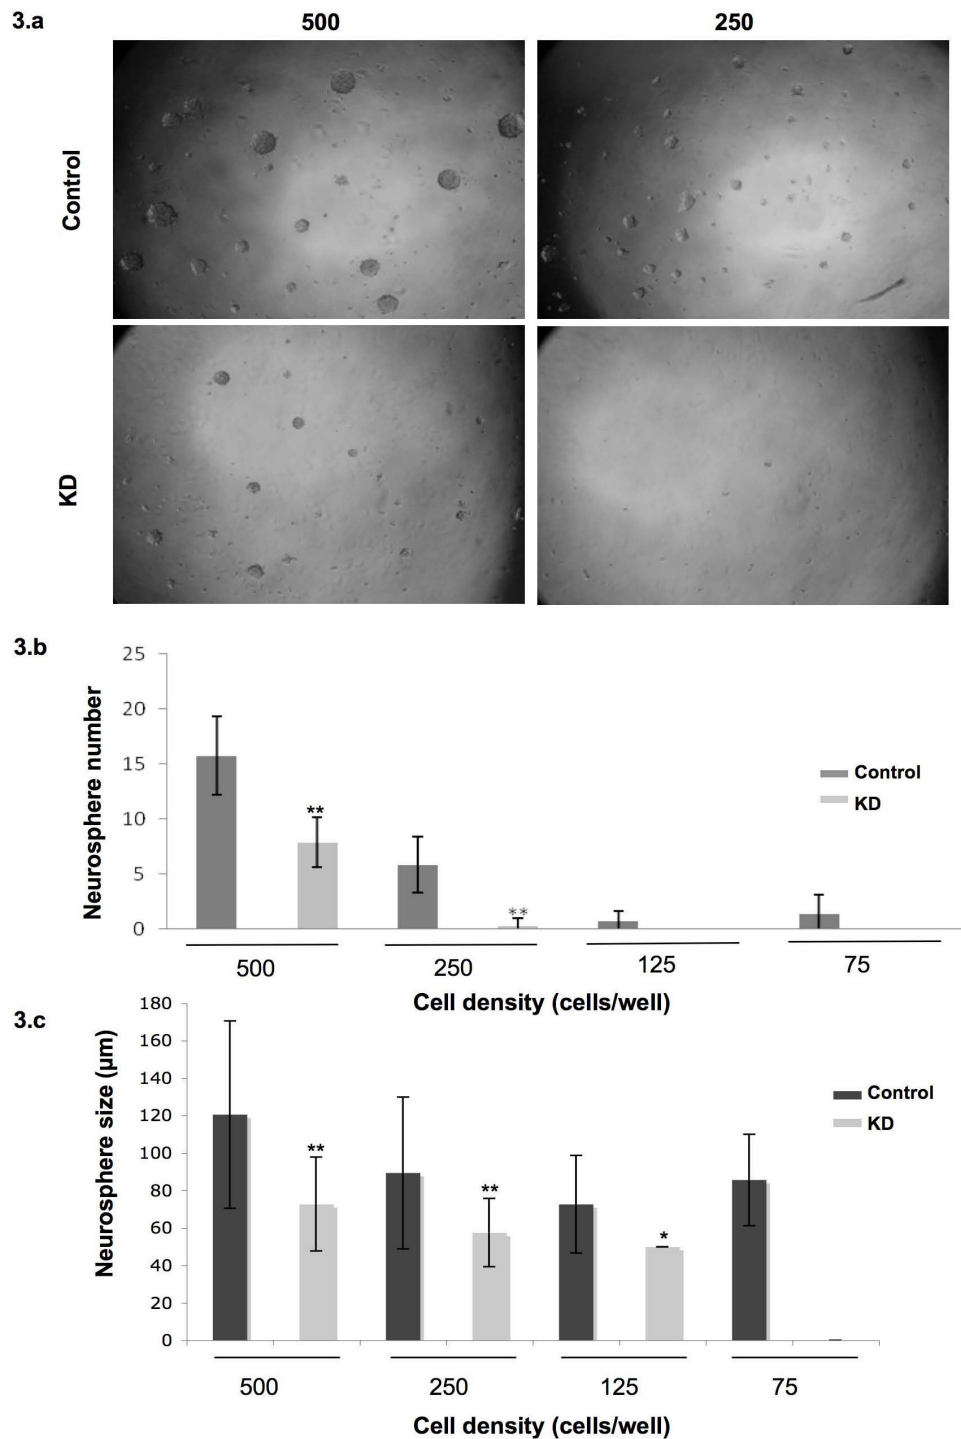 3.a
500
250
Control
KD
3.b
25
20
15
10
5
0
Neurosphere number
**
**
Control
KD
500
250
125
75
Cell density (cells/well)
3.c
180
160
140
120
100
80
60
40
20
0
Neurosphere size (µm)
**
**
*
Control
KD
500
250
125
75
Cell density (cells/well)